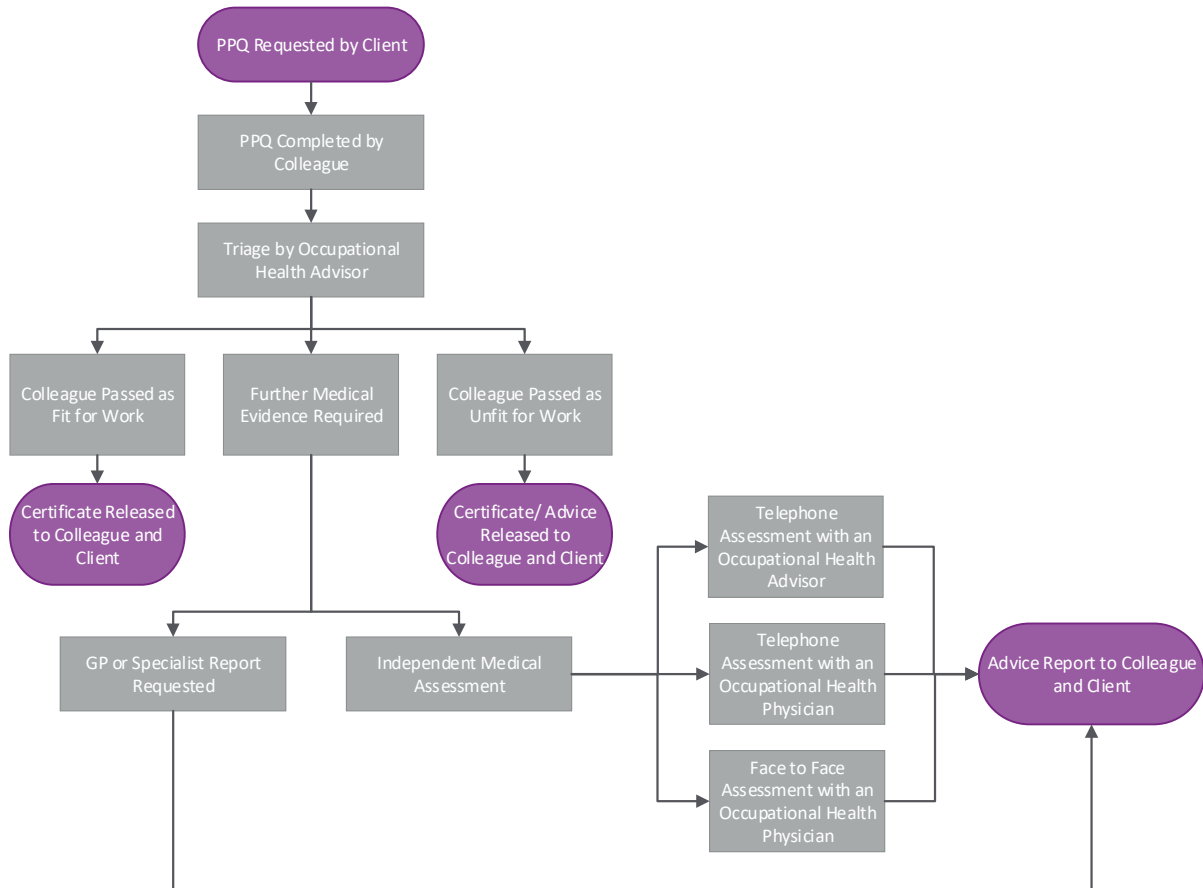 PPQ Requested by Client
PPQ Completed by
Colleague
Triage by Occupational
Health Advisor
Colleague Passed as
Fit for Work
Further Medical
Evidence Required
Colleague Passed as
Unfit for Work
Certificate Released
to Colleague and
Client
Certificate/ Advice
Released to
Colleague and Client
GP or Specialist Report
Requested
Independent Medical
Assessment
Telephone
Assessment with an
Occupational Health
Advisor
Telephone
Assessment with an
Occupational Health
Physician
Face to Face
Assessment with an
Occupational Health
Physician
Advice Report to Colleague
and Client